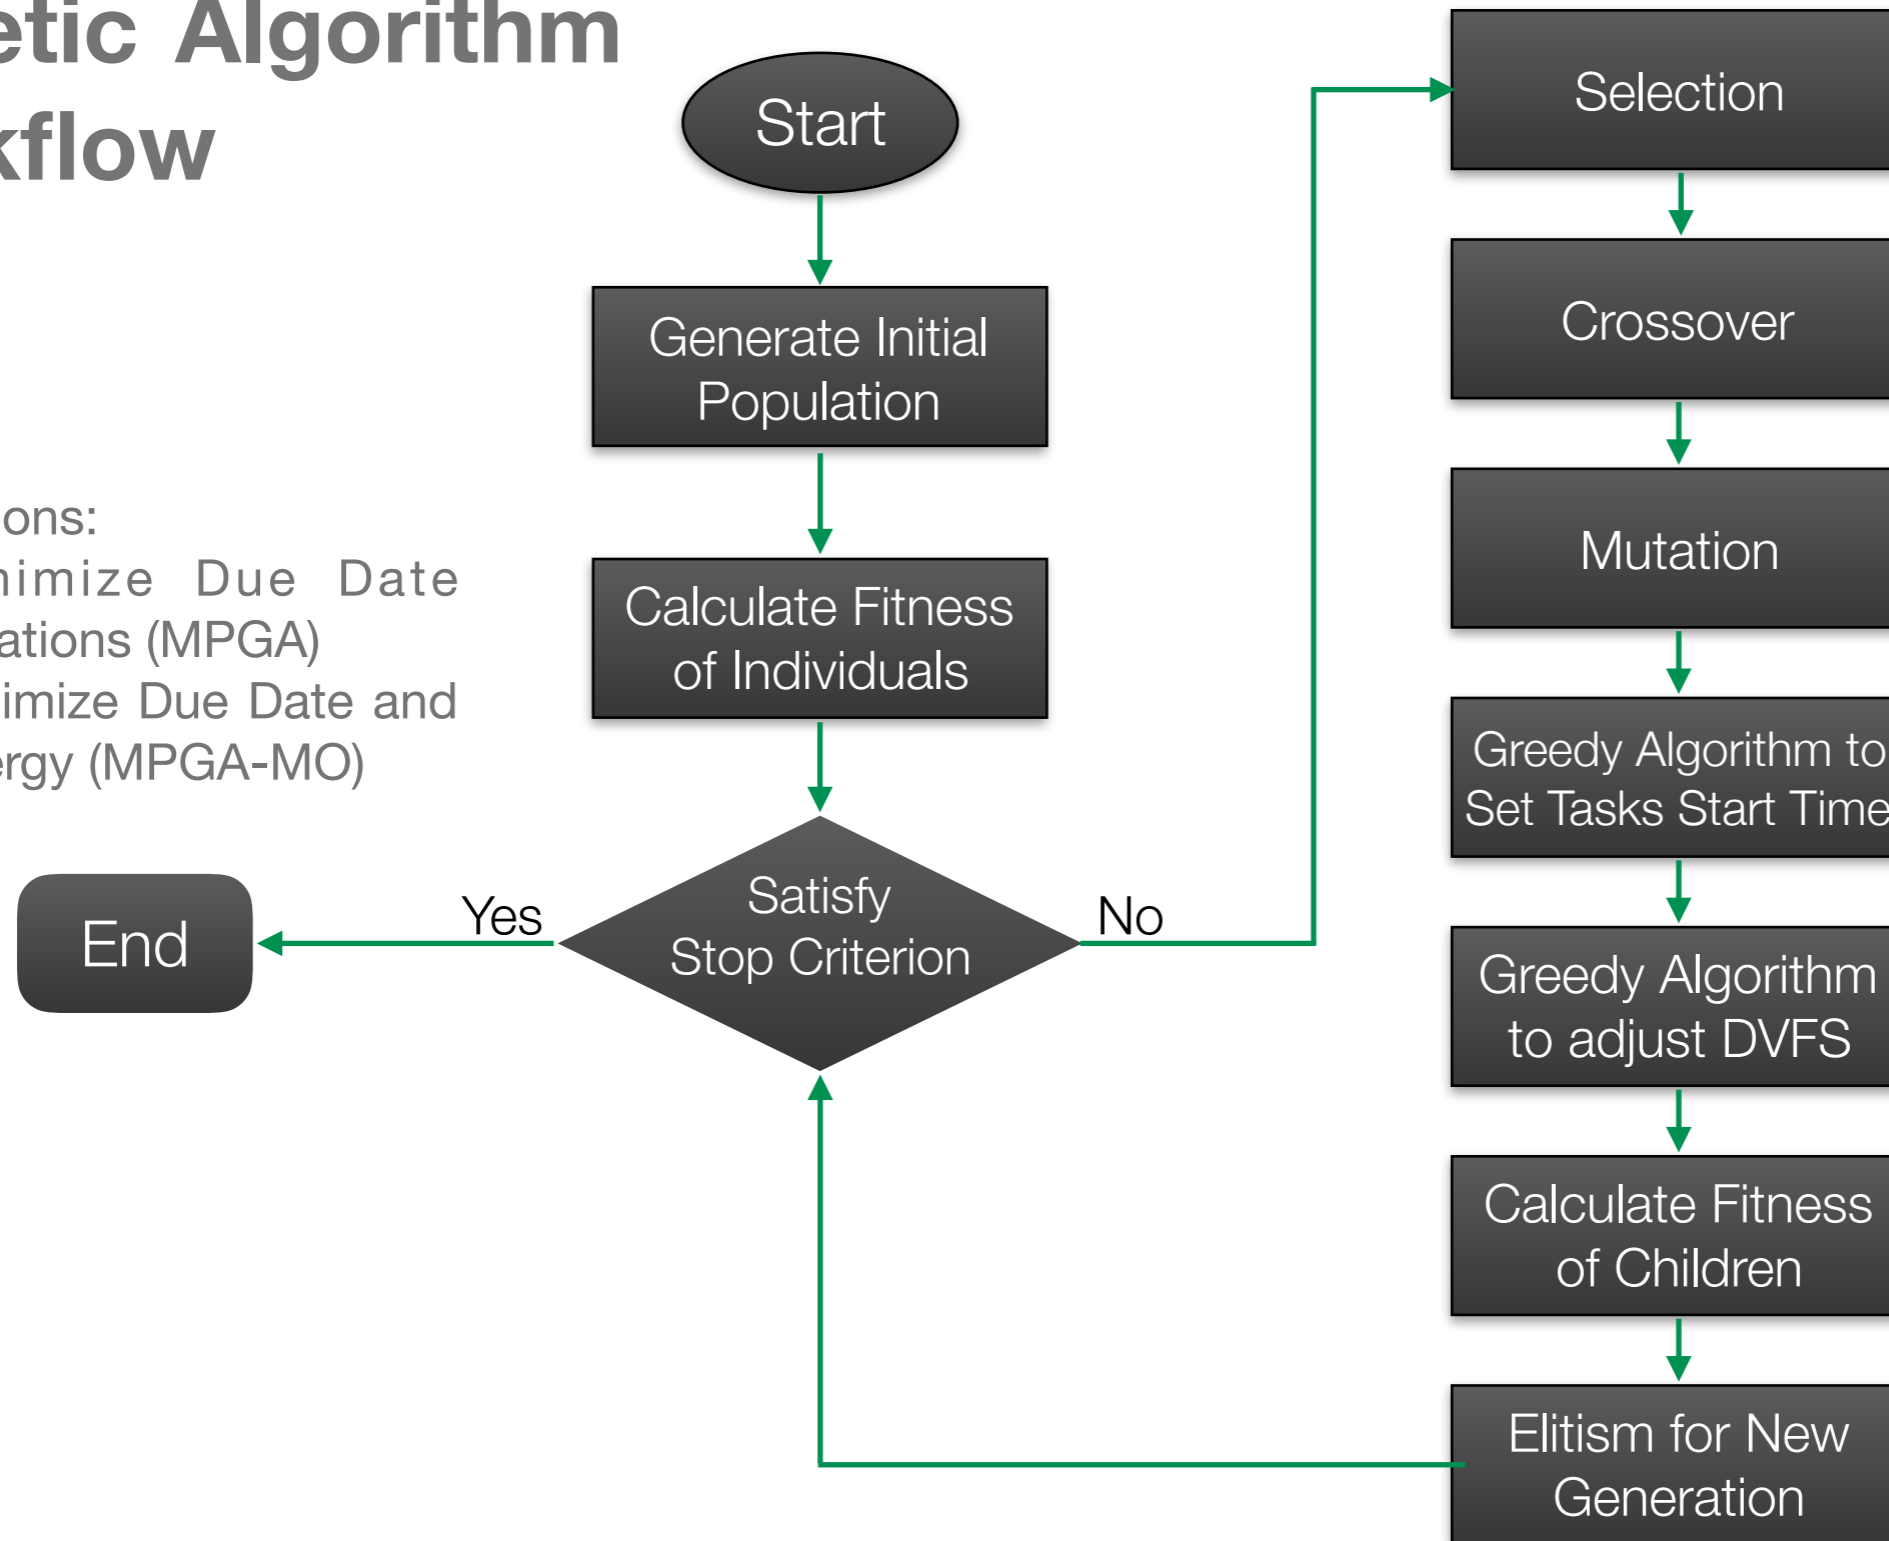 etic Algorithm
kflow
ons:
nimize Due Date
ations (MPGA)
imize Due Date and
ergy (MPGA-MO)
Start
Generate Initial
Population
Calculate Fitness
of Individuals
Satisfy
Stop Criterion
Yes
No
End
Selection
Crossover
Mutation
Greedy Algorithm to
Set Tasks Start Time
Greedy Algorithm
to adjust DVFS
Calculate Fitness
of Children
Elitism for New
Generation